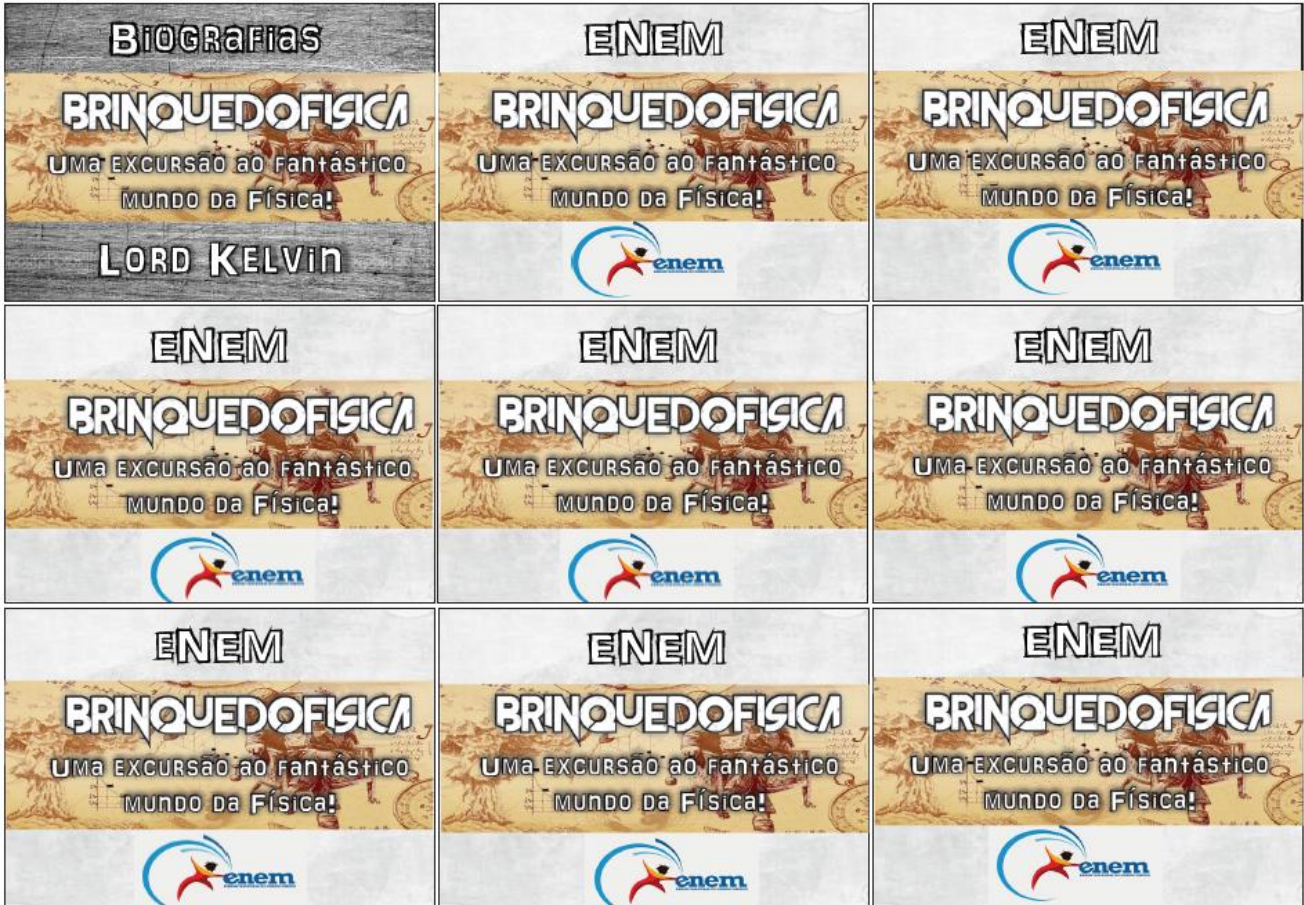 Biografias
BRINQUEDOFISICA
Uma excursão ao fantástico
mundo da Física!
Lord Kelvin
ENEM
BRINQUEDOFISICA
Uma excursão ao fantástico
mundo da Física!
enem
ENEM
BRINQUEDOFISICA
Uma excursão ao fantástico
mundo da Física!
enem
ENEM
BRINQUEDOFISICA
Uma excursão ao fantástico
mundo da Física!
enem
ENEM
BRINQUEDOFISICA
Uma excursão ao fantástico
mundo da Física!
enem
ENEM
BRINQUEDOFISICA
Uma excursão ao fantástico
mundo da Física!
enem
ENEM
BRINQUEDOFISICA
Uma excursão ao fantástico
mundo da Física!
enem
ENEM
BRINQUEDOFISICA
Uma excursão ao fantástico
mundo da Física!
enem
ENEM
BRINQUEDOFISICA
Uma excursão ao fantástico
mundo da Física!
enem